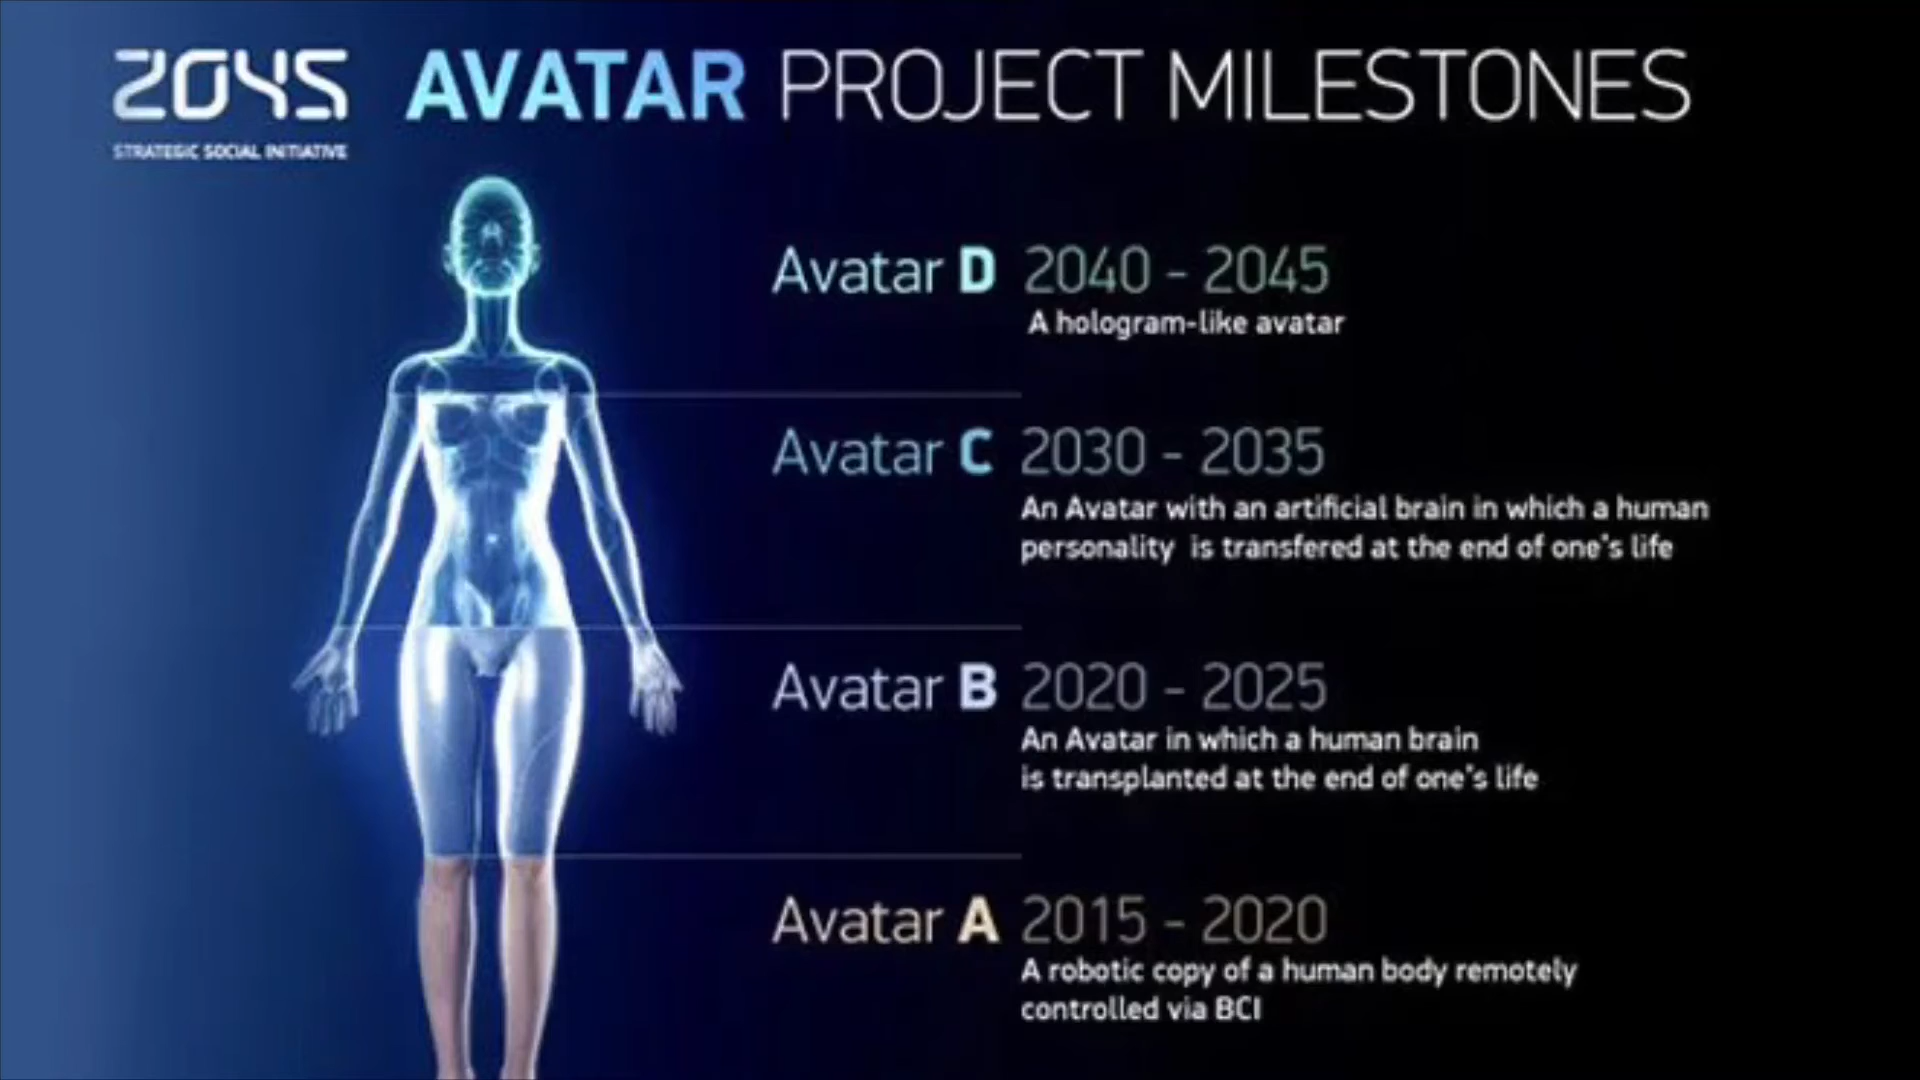 2045 AVATAR PROJECT MILESTONES
STRATEGIC SOCIAL INITIATIVE
Avatar D 2040 - 2045
A hologram-like avatar
Avatar C 2030 - 2035
An Avatar with an artificial brain in which a human
personality is transfered at the end of one's life
Avatar B 2020 - 2025
An Avatar in which a human brain
is transplanted at the end of one's life
Avatar A 2015 - 2020
A robotic copy of a human body remotely
controlled via BCI